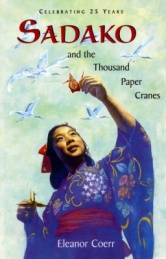 CELEBRATING 25 YEARS
SADAKO
and the
Thousand
Paper
Cranes
Eleanor Coerr